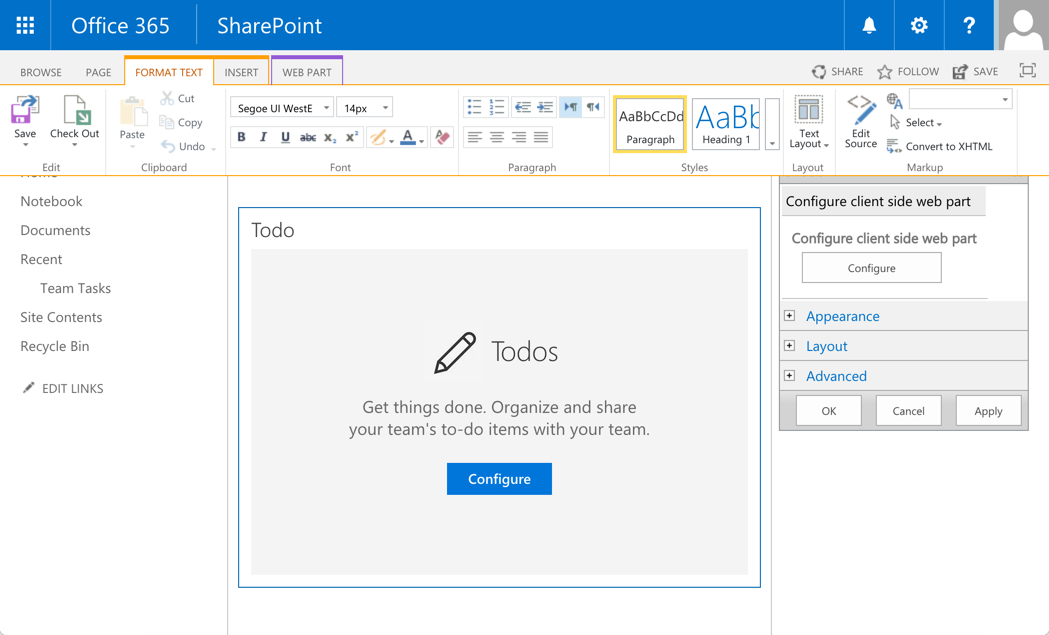 Office 365
SharePoint
?
BROWSE
PAGE
FORMAT TEXT
INSERT
WEB PART
SHARE
FOLLOW
SAVE
Save
Check Out
Edit
Paste
Cut
Copy
Undo
Clipboard
Segoe UI WestE
14px
B I U abc x₂ x²
A
Font
Paragraph
AaBbCcDd
Paragraph
AaBb
Heading 1
Styles
Text
Layout
Layout
Edit
Source
Select
Convert to XHTML
Markup
Notebook
Documents
Recent
Team Tasks
Site Contents
Recycle Bin
EDIT LINKS
Todo
Todos
Get things done. Organize and share
your team's to-do items with your team.
Configure
Configure client side web part
Configure client side web part
Configure
Appearance
Layout
Advanced
OK
Cancel
Apply